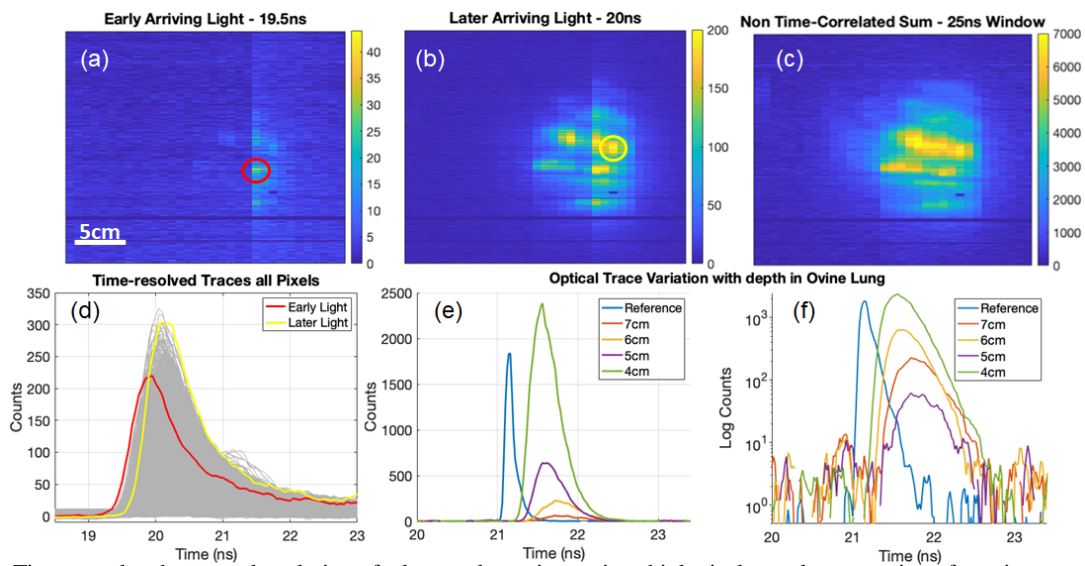 Early Arriving Light - 19.5ns
(a)
5cm
40
35
30
25
20
15
10
5
0
Later Arriving Light - 20ns
(b)
200
150
100
50
0
Non Time-Correlated Sum - 25ns Window
(c)
7000
6000
5000
4000
3000
2000
1000
0
Time-resolved Traces all Pixels
(d)
Early Light
Later Light
Counts
350
300
250
200
150
100
50
0
19 20 21 22 23
Time (ns)
Optical Trace Variation with depth in Ovine Lung
(e)
Reference
7cm
6cm
5cm
4cm
Counts
2500
2000
1500
1000
500
0
20 21 22 23
Time (ns)
(f)
Reference
7cm
6cm
5cm
4cm
Log Counts
10³
10²
10¹
10⁰
20 21 22 23
Time (ns)